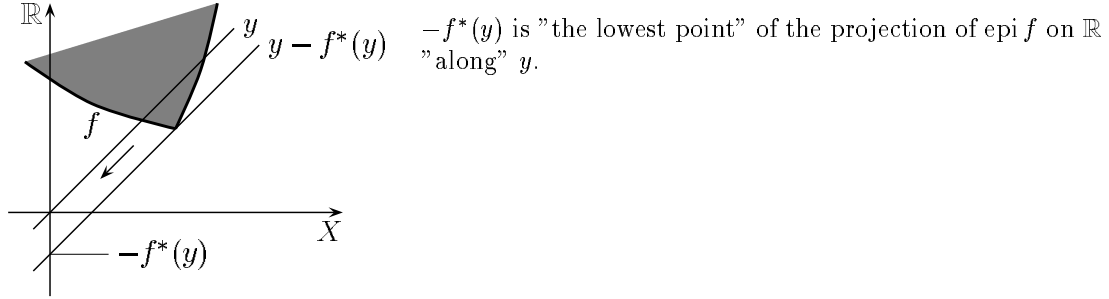 ℝ
y
y − f*(y)
−f*(y) is ”the lowest point” of the projection of epi f on ℝ
”along” y.
f
X
−f*(y)